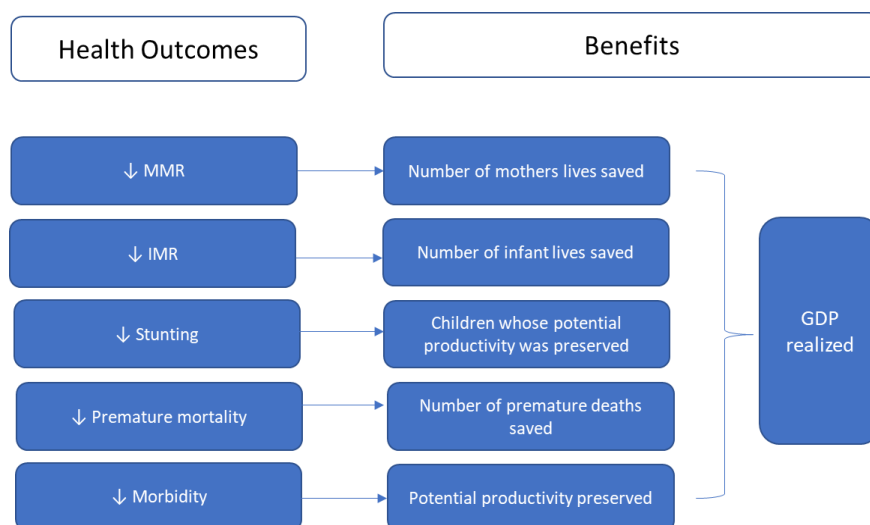 Health Outcomes
Benefits
↓ MMR
Number of mothers lives saved
↓ IMR
Number of infant lives saved
↓ Stunting
Children whose potential
productivity was preserved
↓ Premature mortality
Number of premature deaths
saved
↓ Morbidity
Potential productivity preserved
GDP
realized